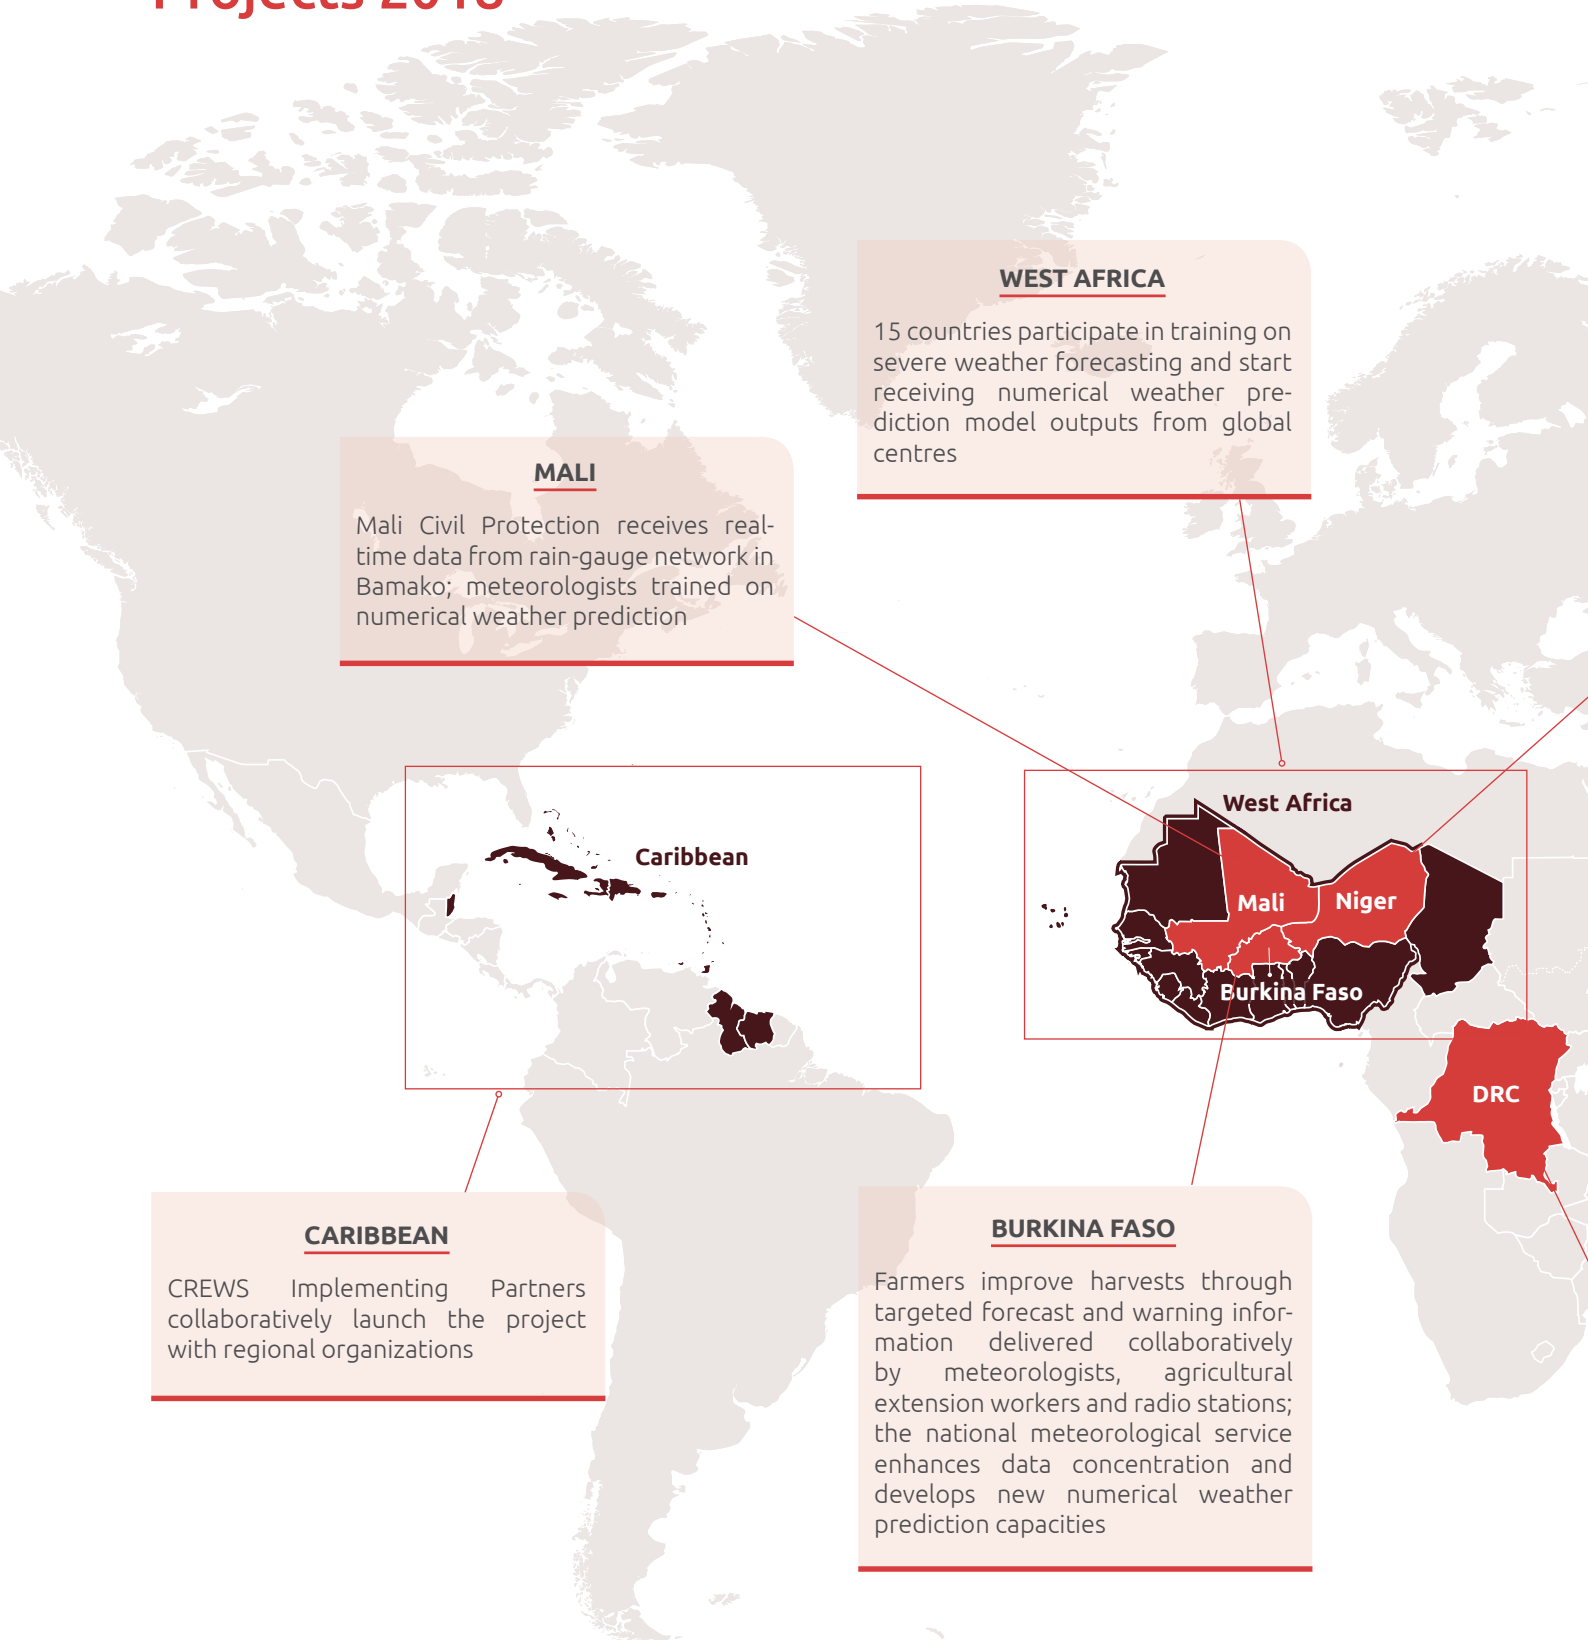 Projects 2018
WEST AFRICA
15 countries participate in training on
severe weather forecasting and start
receiving numerical weather pre-
diction model outputs from global
centres
MALI
Mali Civil Protection receives real-
time data from rain-gauge network in
Bamako; meteorologists trained on
numerical weather prediction
West Africa
Caribbean
Mali
Niger
Burkina Faso
DRC
CARIBBEAN
CREWS Implementing Partners
collaboratively launch the project
with regional organizations
BURKINA FASO
Farmers improve harvests through
targeted forecast and warning infor-
mation delivered collaboratively
by meteorologists, agricultural
extension workers and radio stations;
the national meteorological service
enhances data concentration and
develops new numerical weather
prediction capacities